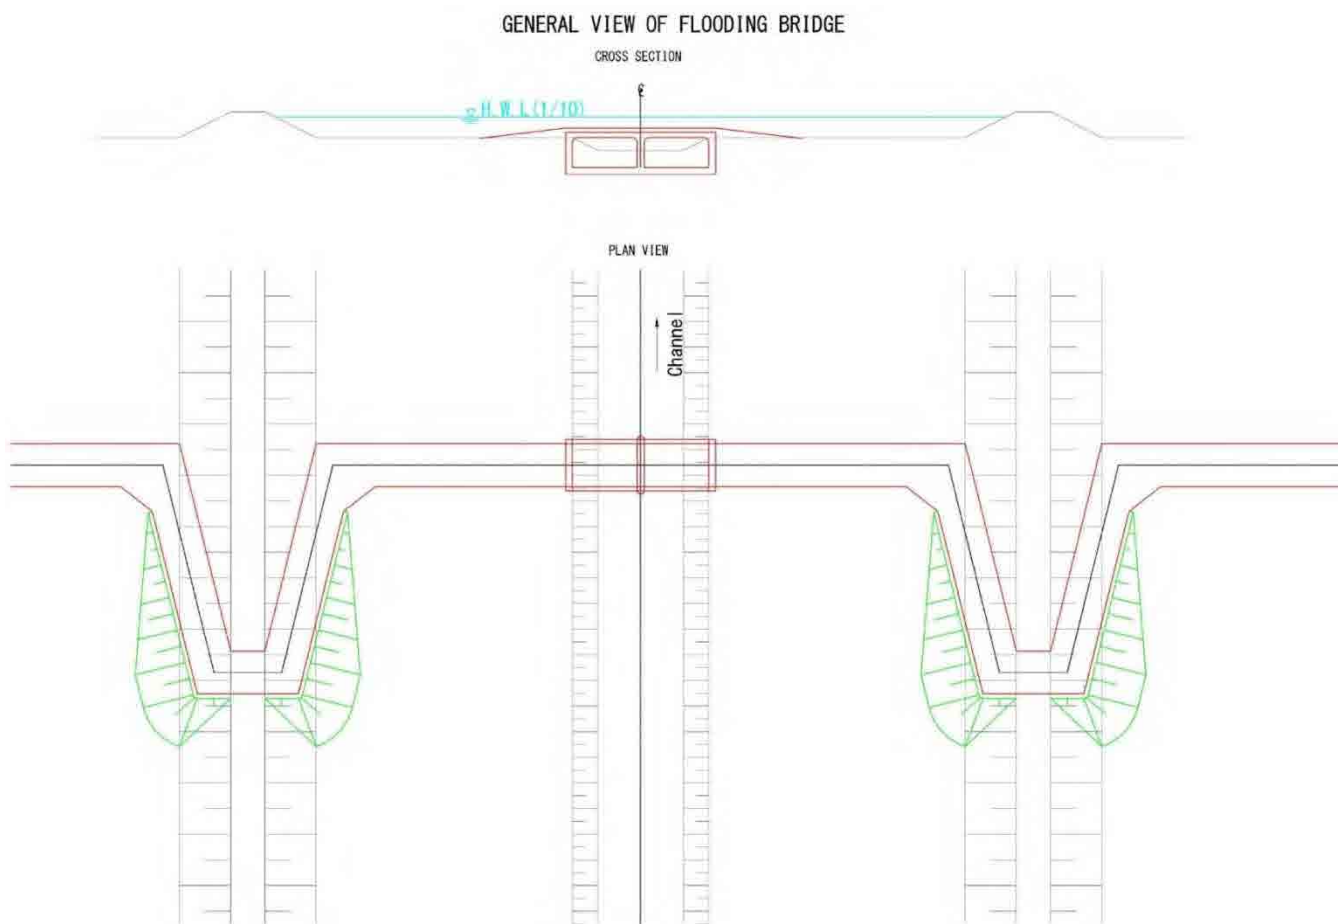 GENERAL VIEW OF FLOODING BRIDGE
CROSS SECTION
℄
H.W.L(1/10)
PLAN VIEW
Channel